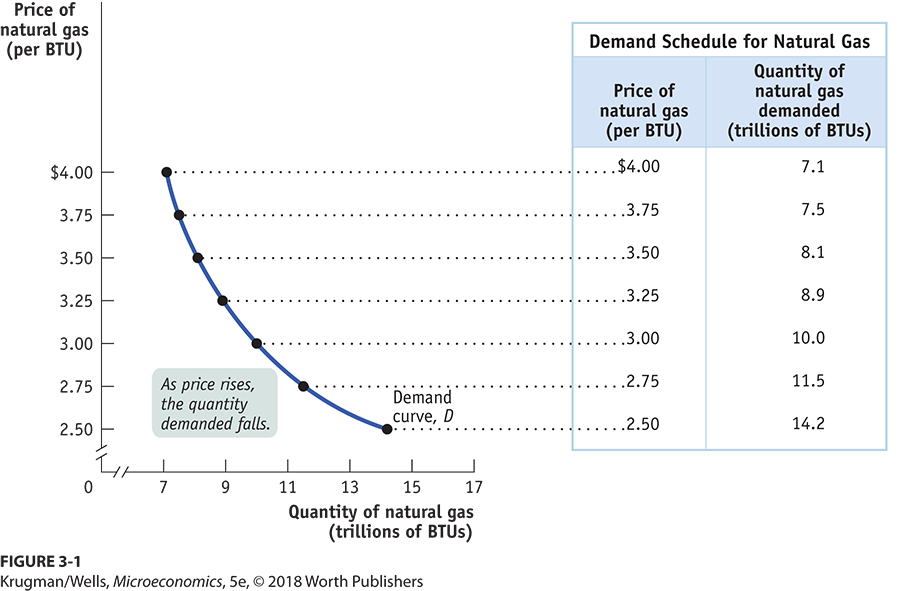 Price of
natural gas
(per BTU)
$4.00
3.75
3.50
3.25
3.00
2.75
2.50
0
7 9 11 13 15 17
Quantity of natural gas
(trillions of BTUs)
As price rises,
the quantity
demanded falls.
Demand
curve, D
Demand Schedule for Natural Gas
Price of
natural gas
(per BTU)
Quantity of
natural gas
demanded
(trillions of BTUs)
$4.00 7.1
3.75 7.5
3.50 8.1
3.25 8.9
3.00 10.0
2.75 11.5
2.50 14.2
FIGURE 3-1
Krugman/Wells, Microeconomics, 5e, © 2018 Worth Publishers